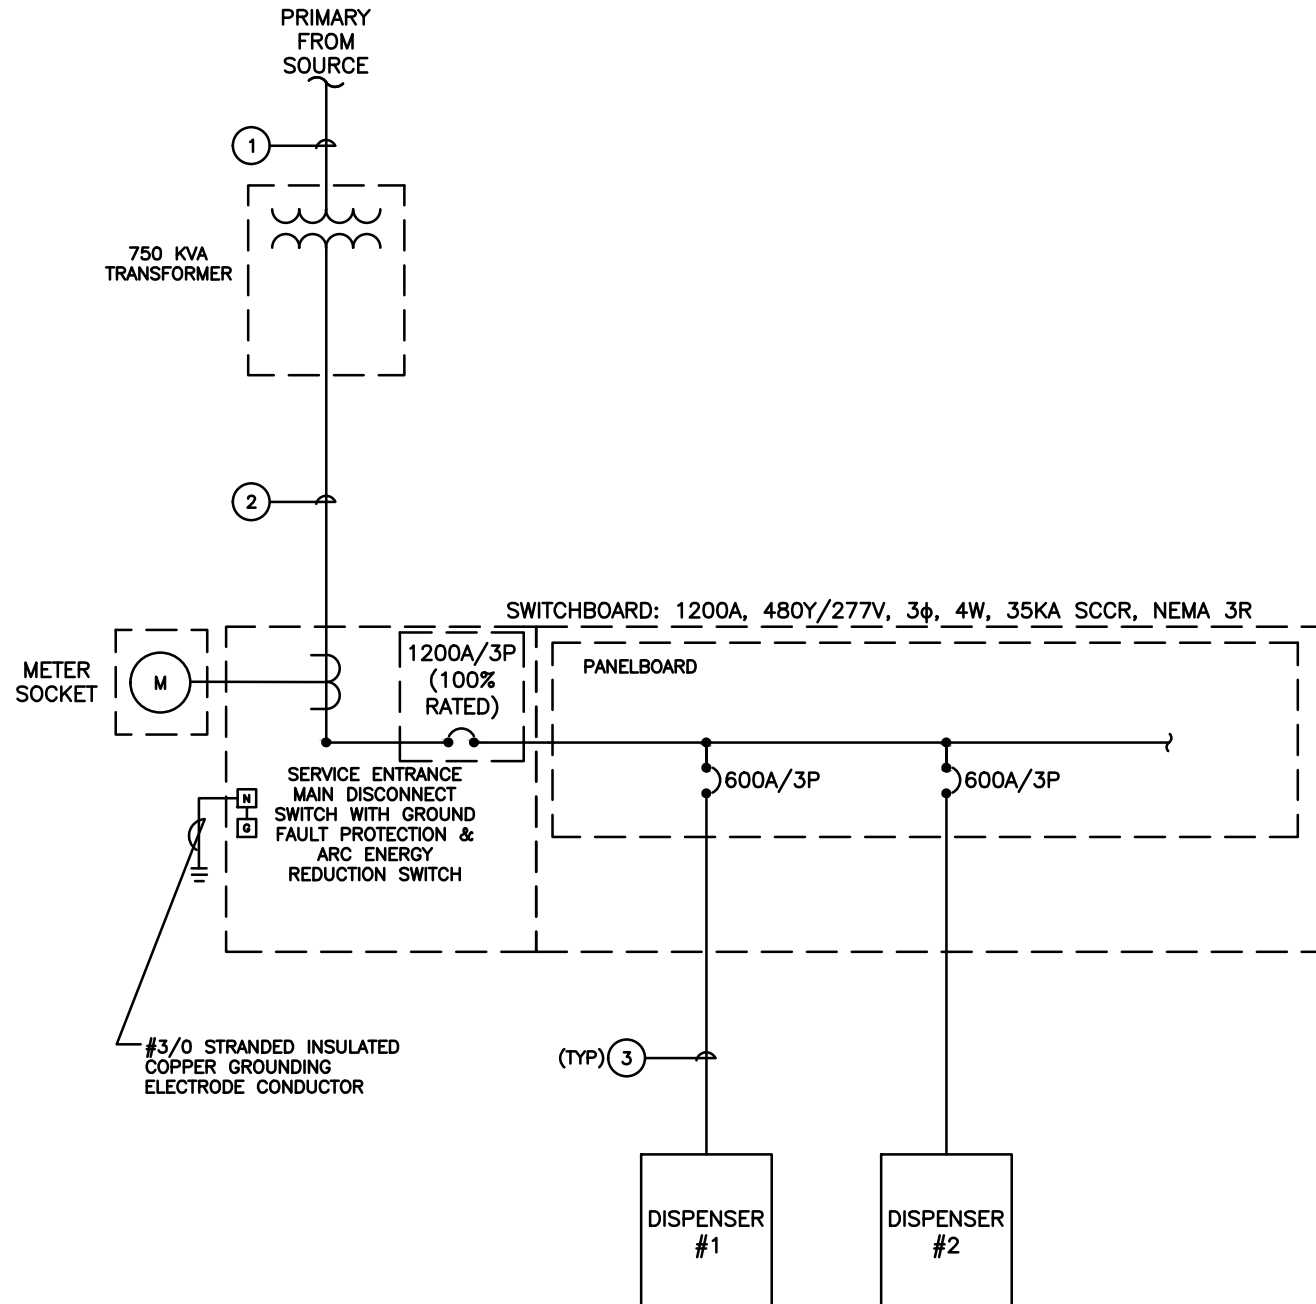 PRIMARY
FROM
SOURCE
1
750 KVA
TRANSFORMER
2
SWITCHBOARD: 1200A, 480Y/277V, 3ϕ, 4W, 35KA SCCR, NEMA 3R
METER
SOCKET
M
1200A/3P
(100%
RATED)
PANELBOARD
600A/3P
600A/3P
SERVICE ENTRANCE
MAIN DISCONNECT
SWITCH WITH GROUND
FAULT PROTECTION &
ARC ENERGY
REDUCTION SWITCH
N
G
#3/0 STRANDED INSULATED
COPPER GROUNDING
ELECTRODE CONDUCTOR
(TYP) 3
DISPENSER
#1
DISPENSER
#2